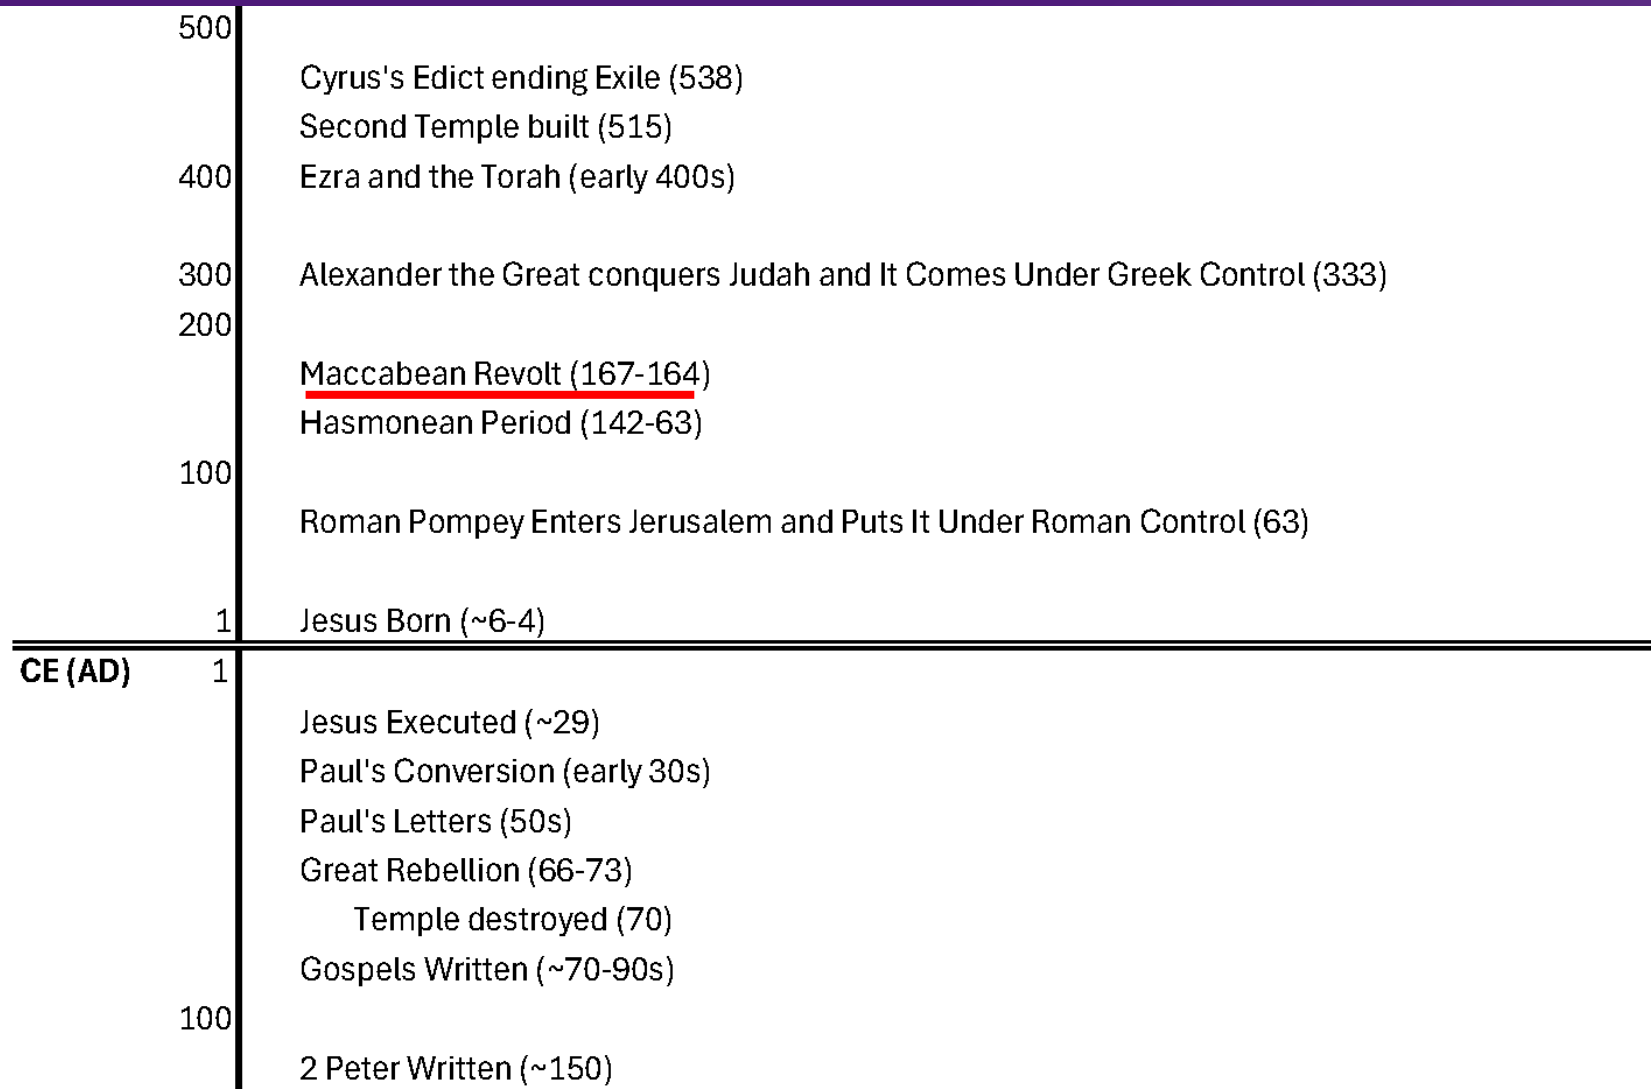 500
Cyrus's Edict ending Exile (538)
Second Temple built (515)
400 Ezra and the Torah (early 400s)
300 Alexander the Great conquers Judah and It Comes Under Greek Control (333)
200
Maccabean Revolt (167-164)
Hasmonean Period (142-63)
100
Roman Pompey Enters Jerusalem and Puts It Under Roman Control (63)
1 Jesus Born (~6-4)
CE (AD) 1
Jesus Executed (~29)
Paul's Conversion (early 30s)
Paul's Letters (50s)
Great Rebellion (66-73)
Temple destroyed (70)
Gospels Written (~70-90s)
100
2 Peter Written (~150)